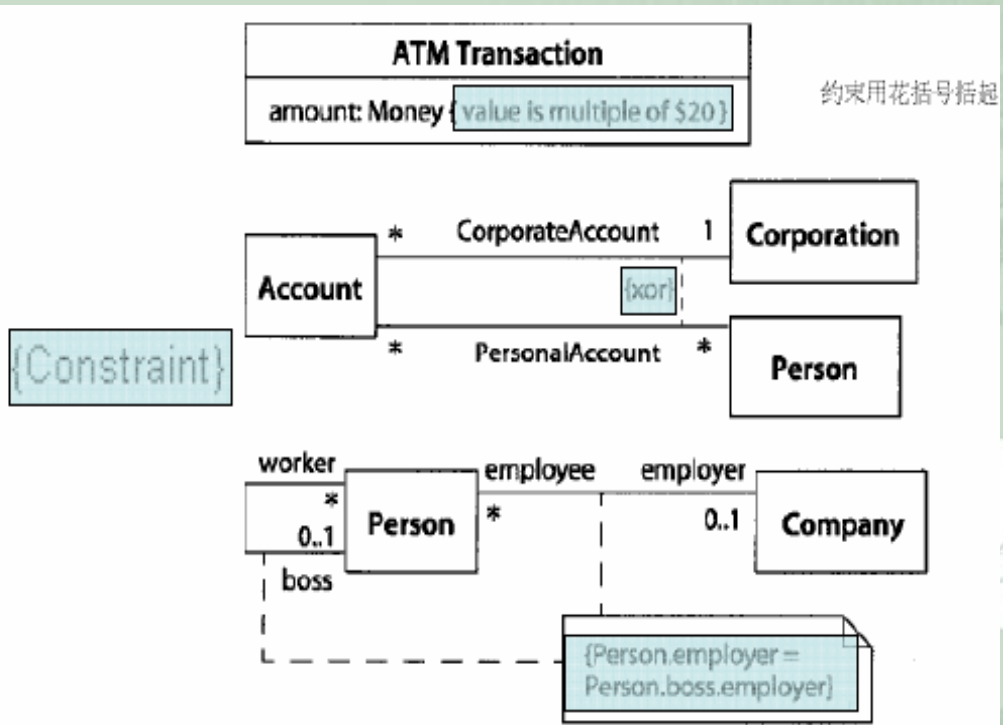 ATM Transaction
amount: Money { value is multiple of $20 }
约束用花括号括起
* CorporateAccount 1
Corporation
Account
{xor}
* PersonalAccount *
Person
{Constraint}
worker
*
0..1
boss
Person
employee
*
employer
0..1
Company
{Person.employer =
Person.boss.employer}